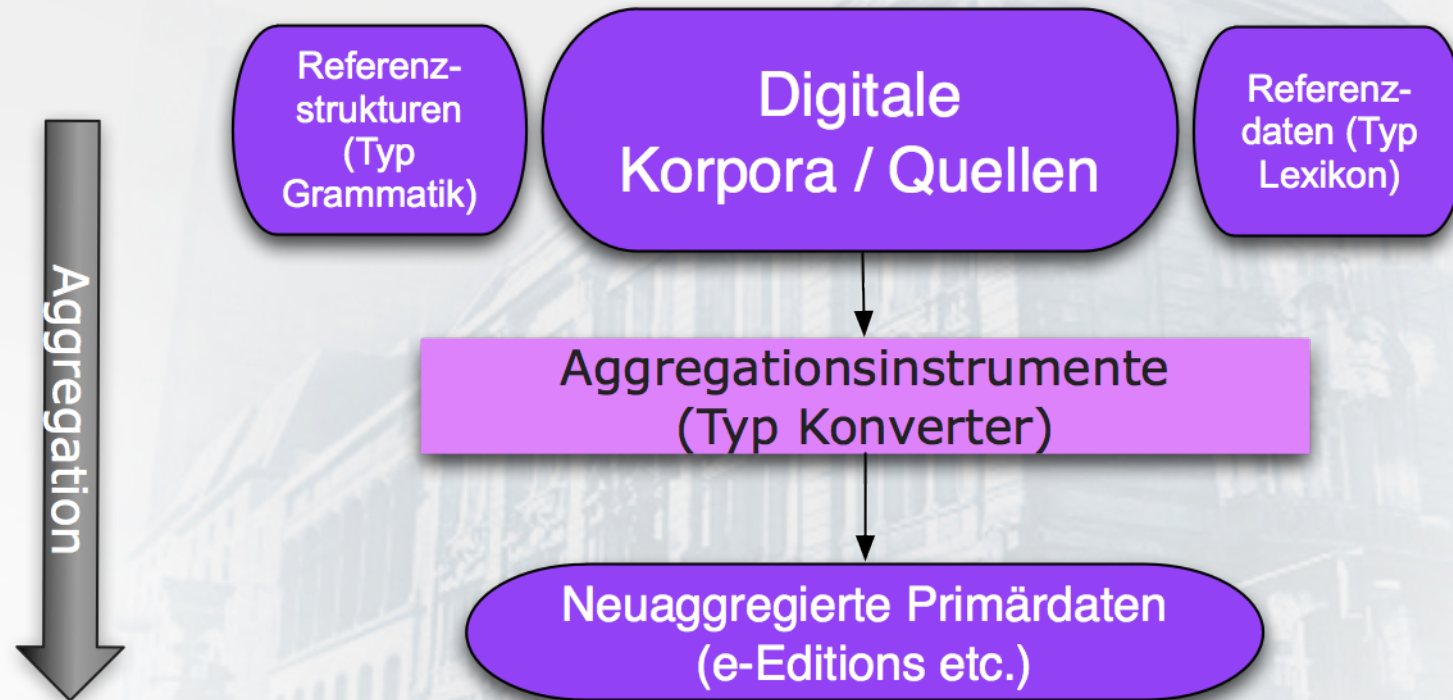 Referenz-
strukturen
(Typ
Grammatik)
Digitale
Korpora / Quellen
Referenz-
daten (Typ
Lexikon)
Aggregation
Aggregationsinstrumente
(Typ Konverter)
Neuaggregierte Primärdaten
(e-Editions etc.)